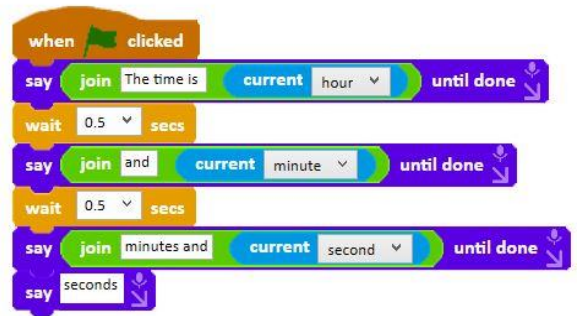 when clicked
say join The time is current hour until done
wait 0.5 secs
say join and current minute until done
wait 0.5 secs
say join minutes and current second until done
say seconds